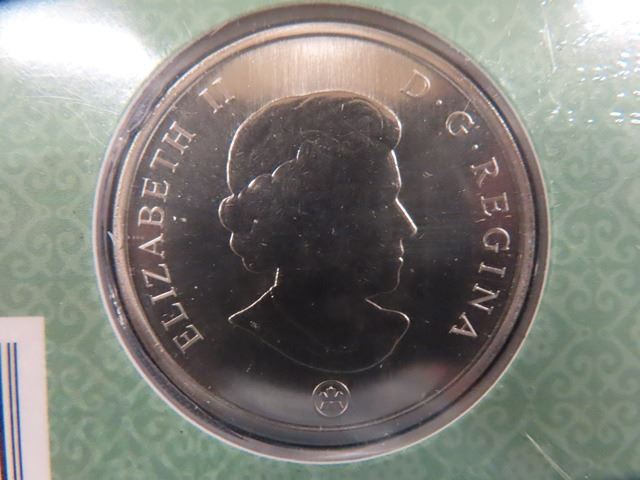 ELIZABETH II D · G · REGINA